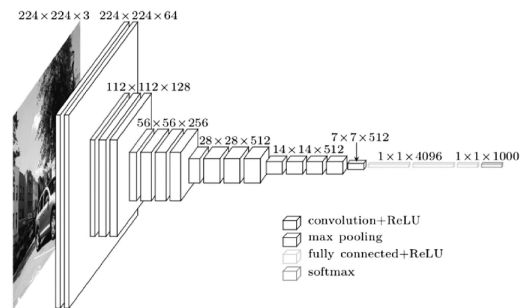 224×224×3
224×224×64
112×112×128
56×56×256
28×28×512
14×14×512
7×7×512
1×1×4096
1×1×1000
convolution+ReLU
max pooling
fully connected+ReLU
softmax